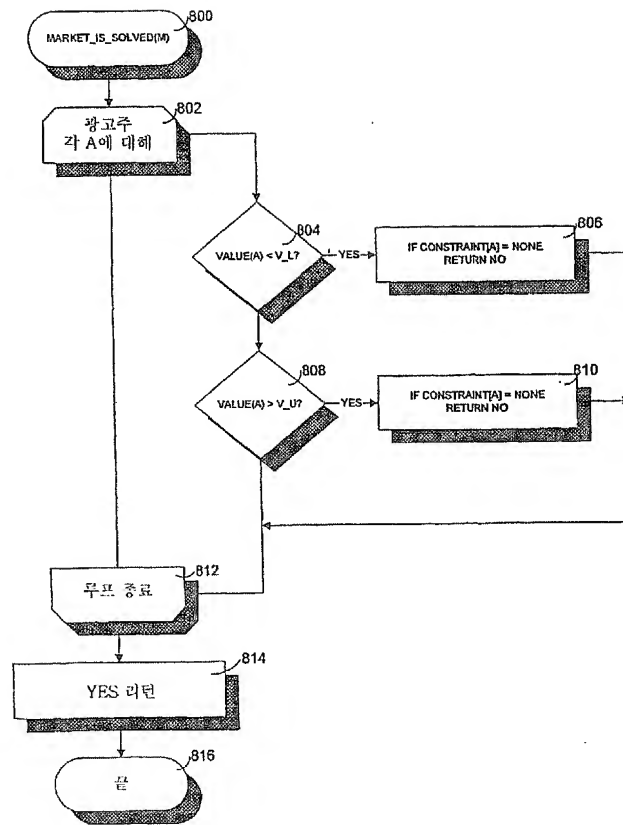 800
MARKET_IS_SOLVED(M)
802
광고주
각 A에 대해
804
VALUE(A) < V_L?
YES
806
IF CONSTRAINT[A] = NONE
RETURN NO
808
VALUE(A) > V_U?
YES
810
IF CONSTRAINT[A] = NONE
RETURN NO
812
루프 종료
814
YES 리턴
816
끝